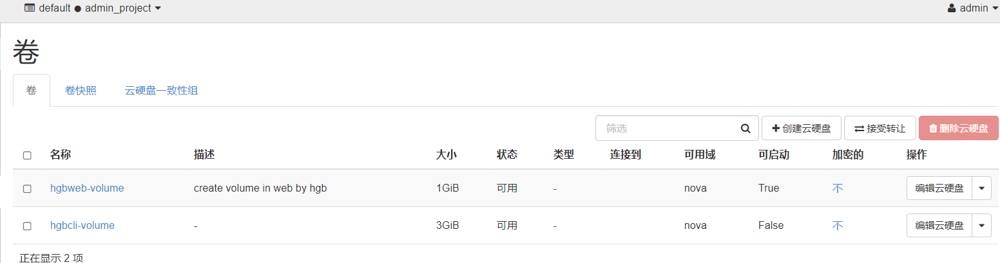 default ● admin_project admin
卷
卷 卷快照 云硬盘一致性组
筛选 创建云硬盘 接受转让 删除云硬盘
名称 描述 大小 状态 类型 连接到 可用域 可启动 加密的 操作
hgbweb-volume create volume in web by hgb 1GiB 可用 - nova True 不 编辑云硬盘
hgbcli-volume - 3GiB 可用 - nova False 不 编辑云硬盘
正在显示 2 项